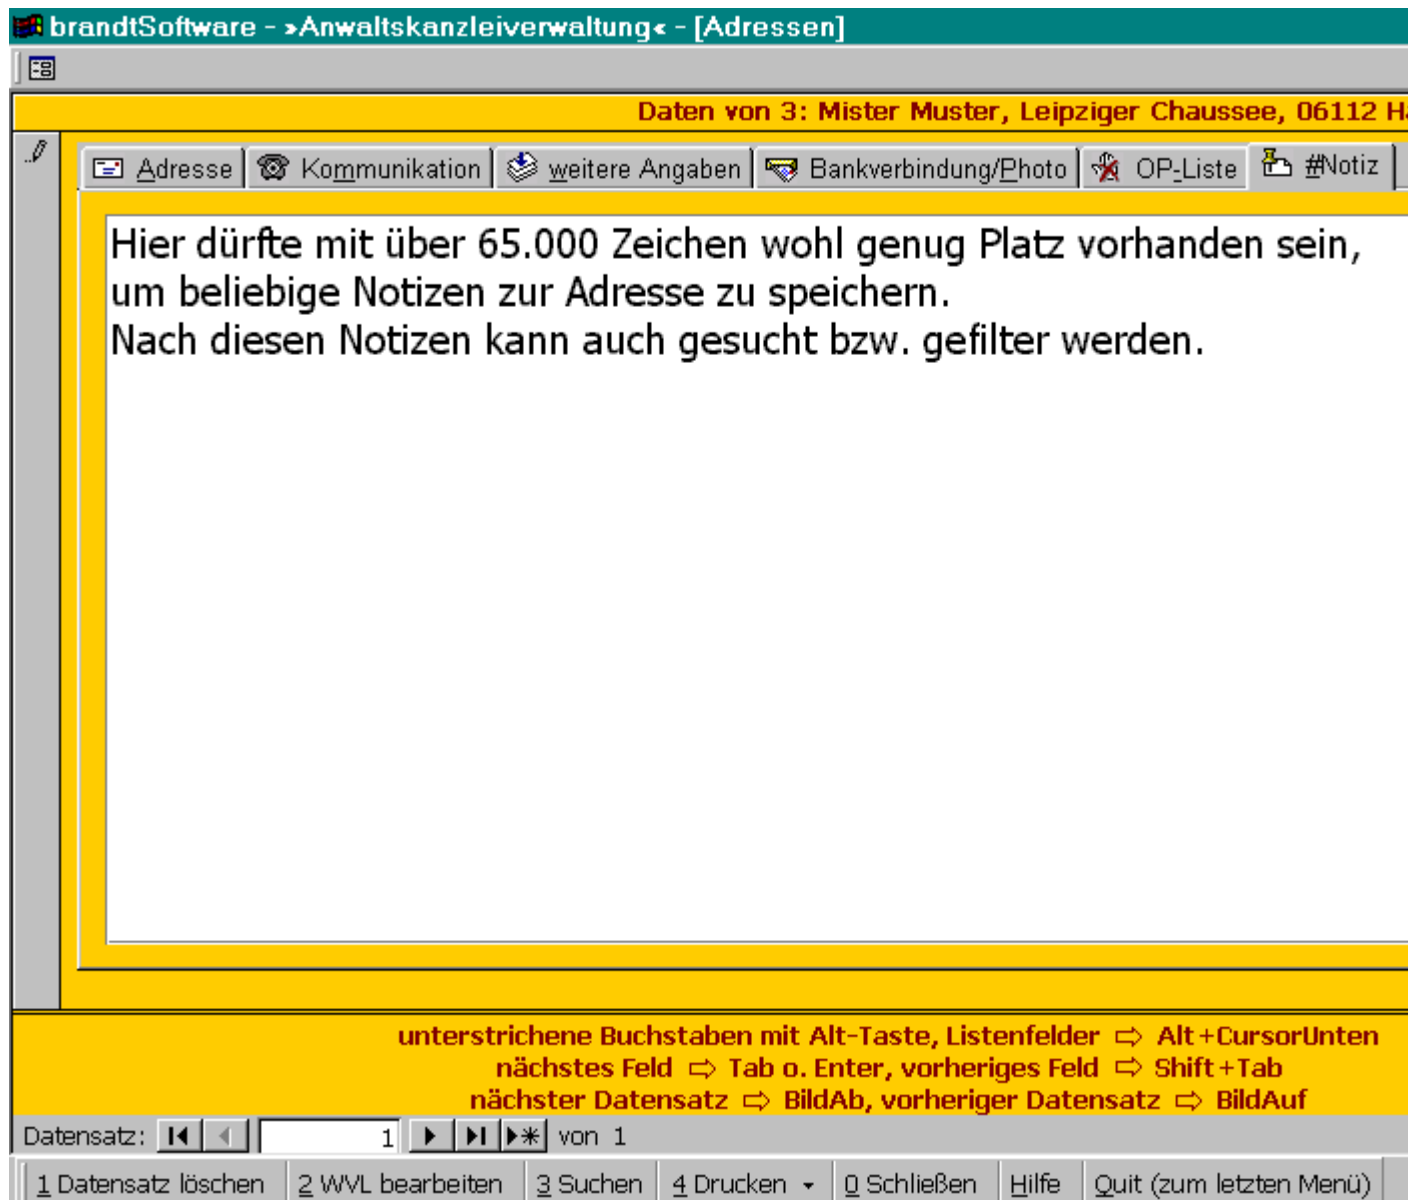 brandtSoftware - »Anwaltskanzleiverwaltung« - [Adressen]
Daten von 3: Mister Muster, Leipziger Chaussee, 06112
Adresse Kommunikation weitere Angaben Bankverbindung/Photo OP-Liste #Notiz
Hier dürfte mit über 65.000 Zeichen wohl genug Platz vorhanden sein,
um beliebige Notizen zur Adresse zu speichern.
Nach diesen Notizen kann auch gesucht bzw. gefilter werden.
unterstrichene Buchstaben mit Alt-Taste, Listenfelder ⇨ Alt+CursorUnten
nächstes Feld ⇨ Tab o. Enter, vorheriges Feld ⇨ Shift+Tab
nächster Datensatz ⇨ BildAb, vorheriger Datensatz ⇨ BildAuf
Datensatz: 1 von 1
1 Datensatz löschen 2 WVL bearbeiten 3 Suchen 4 Drucken 0 Schließen Hilfe Quit (zum letzten Menü)